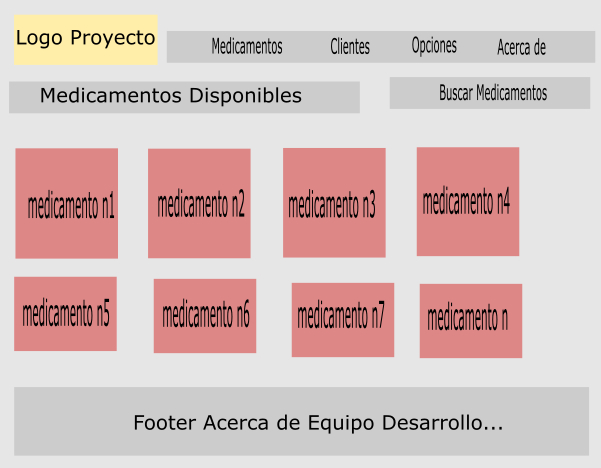 Logo Proyecto
Medicamentos
Clientes
Opciones
Acerca de
Medicamentos Disponibles
Buscar Medicamentos
medicamento n1
medicamento n2
medicamento n3
medicamento n4
medicamento n5
medicamento n6
medicamento n7
medicamento n
Footer Acerca de Equipo Desarrollo...